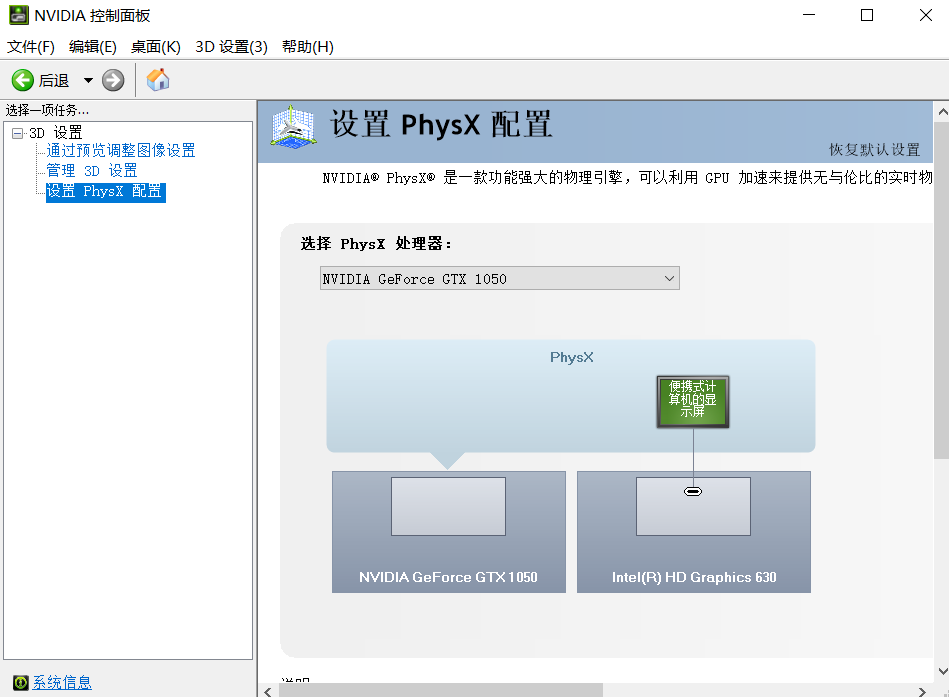 NVIDIA 控制面板
文件(F) 编辑(E) 桌面(K) 3D 设置(3) 帮助(H)
后退
选择一项任务...
3D 设置
通过预览调整图像设置
管理 3D 设置
设置 PhysX 配置
系统信息
设置 PhysX 配置
恢复默认设置
NVIDIA® PhysX® 是一款功能强大的物理引擎，可以利用 GPU 加速来提供无与伦比的实时物
选择 PhysX 处理器:
NVIDIA GeForce GTX 1050
PhysX
便携式计
算机的显
示屏
NVIDIA GeForce GTX 1050
Intel(R) HD Graphics 630